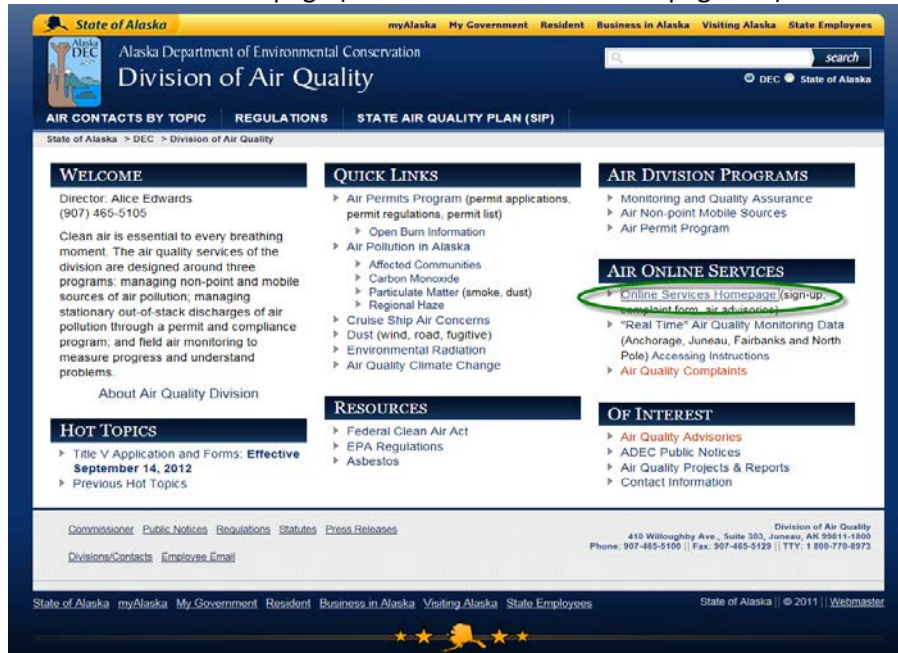 State of Alaska
myAlaska My Government Resident Business in Alaska Visiting Alaska State Employees
Alaska
DEC
Alaska Department of Environmental Conservation
Division of Air Quality
search
DEC State of Alaska
AIR CONTACTS BY TOPIC REGULATIONS STATE AIR QUALITY PLAN (SIP)
State of Alaska > DEC > Division of Air Quality
WELCOME
Director: Alice Edwards
(907) 465-5105
Clean air is essential to every breathing
moment. The air quality services of the
division are designed around three
programs: managing non-point and mobile
sources of air pollution; managing
stationary out-of-stack discharges of air
pollution through a permit and compliance
program; and field air monitoring to
measure progress and understand
problems.
About Air Quality Division
HOT TOPICS
Title V Application and Forms: Effective
September 14, 2012
Previous Hot Topics
QUICK LINKS
Air Permits Program (permit applications,
permit regulations, permit list)
Open Burn Information
Air Pollution in Alaska
Affected Communities
Carbon Monoxide
Particulate Matter (smoke, dust)
Regional Haze
Cruise Ship Air Concerns
Dust (wind, road, fugitive)
Environmental Radiation
Air Quality Climate Change
RESOURCES
Federal Clean Air Act
EPA Regulations
Asbestos
AIR DIVISION PROGRAMS
Monitoring and Quality Assurance
Air Non-point Mobile Sources
Air Permit Program
AIR ONLINE SERVICES
Online Services Homepage (sign-up,
complaint form, air advisories)
"Real Time" Air Quality Monitoring Data
(Anchorage, Juneau, Fairbanks and North
Pole) Accessing Instructions
Air Quality Complaints
OF INTEREST
Air Quality Advisories
ADEC Public Notices
Air Quality Projects & Reports
Contact Information
Commissioner Public Notices Regulations Statutes Press Releases
Divisions/Contacts Employee Email
Division of Air Quality
410 Willoughby Ave., Suite 303, Juneau, AK 99811-1800
Phone: 907-465-5100 || Fax: 907-465-5129 || TTY: 1 800-770-8973
State of Alaska myAlaska My Government Resident Business in Alaska Visiting Alaska State Employees
State of Alaska || © 2011 || Webmaster